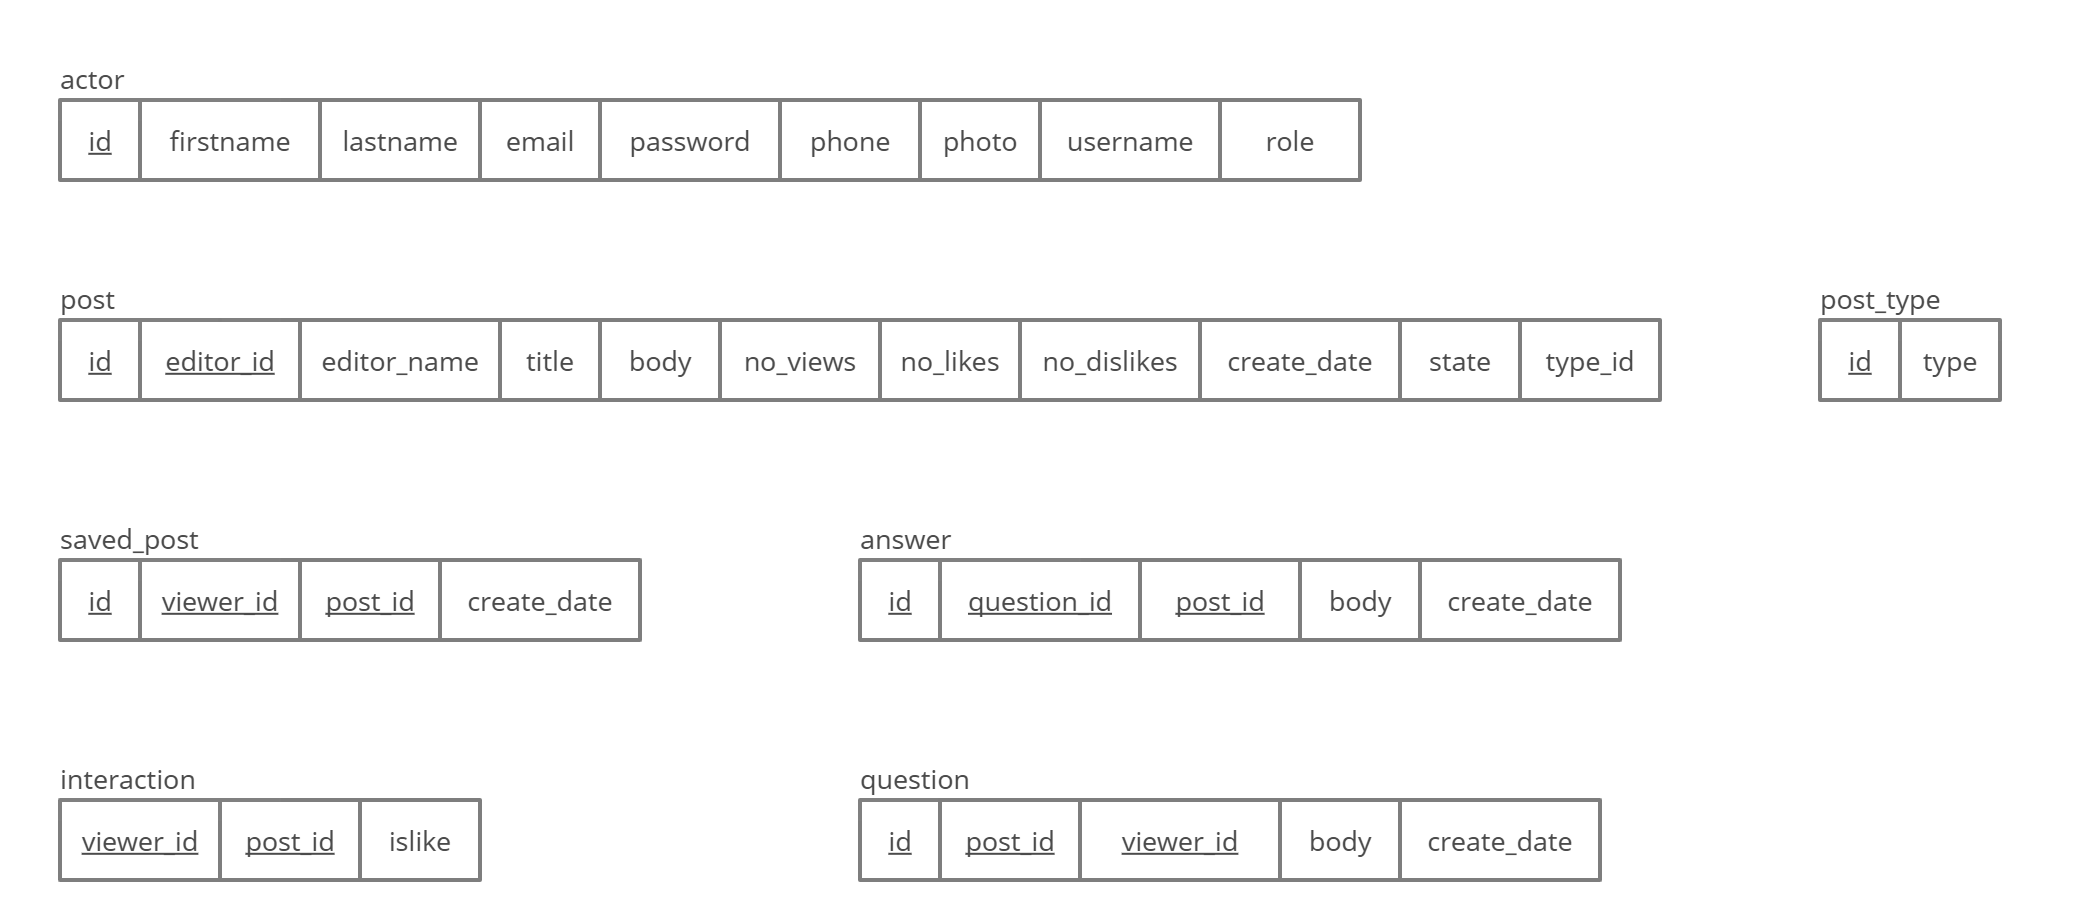 actor
id firstname lastname email password phone photo username role
post
id editor_id editor_name title body no_views no_likes no_dislikes create_date state type_id
post_type
id type
saved_post
id viewer_id post_id create_date
answer
id question_id post_id body create_date
interaction
viewer_id post_id islike
question
id post_id viewer_id body create_date